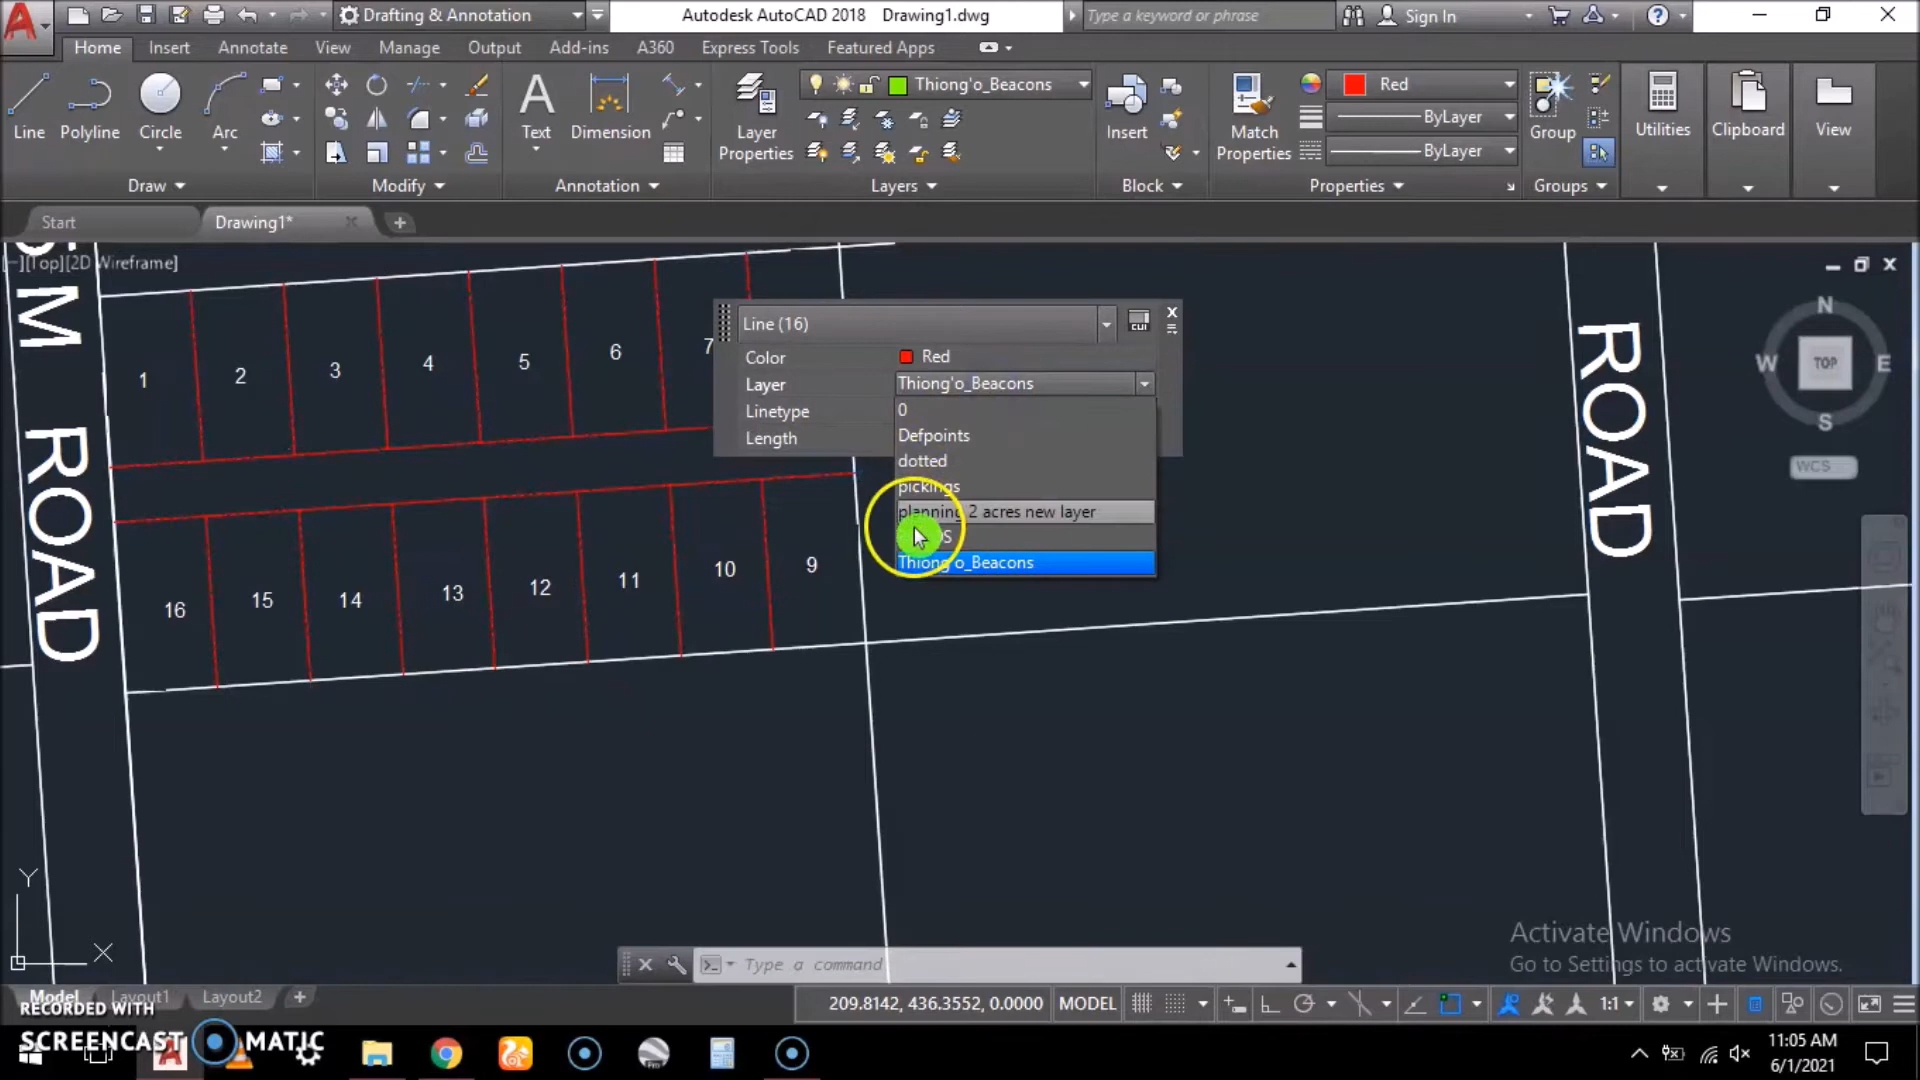 Drafting & Annotation
Autodesk AutoCAD 2018 Drawing1.dwg
Type a keyword or phrase
Sign In
Home Insert Annotate View Manage Output Add-ins A360 Express Tools Featured Apps
Thiong'o_Beacons
Red
ByLayer
ByLayer
Line Polyline Circle Arc
Text Dimension
Layer Properties
Insert
Match Properties
Group
Utilities Clipboard View
Draw Modify Annotation Layers Block Properties Groups
Start Drawing1*
[Top][2D Wireframe]
N
W TOP E
S
WCS
M ROAD
ROAD
1 2 3 4 5 6 7
16 15 14 13 12 11 10 9
Line (16)
CUI
Color Red
Layer Thiong'o_Beacons
Linetype
Length
0
Defpoints
dotted
pickings
planning 2 acres new layer
Thiong'o_Beacons
Y
X
Type a command
Activate Windows
Go to Settings to activate Windows.
Model Layout1 Layout2
209.8142, 436.3552, 0.0000 MODEL 1:1
RECORDED WITH
SCREENCAST MATIC
11:05 AM
6/1/2021